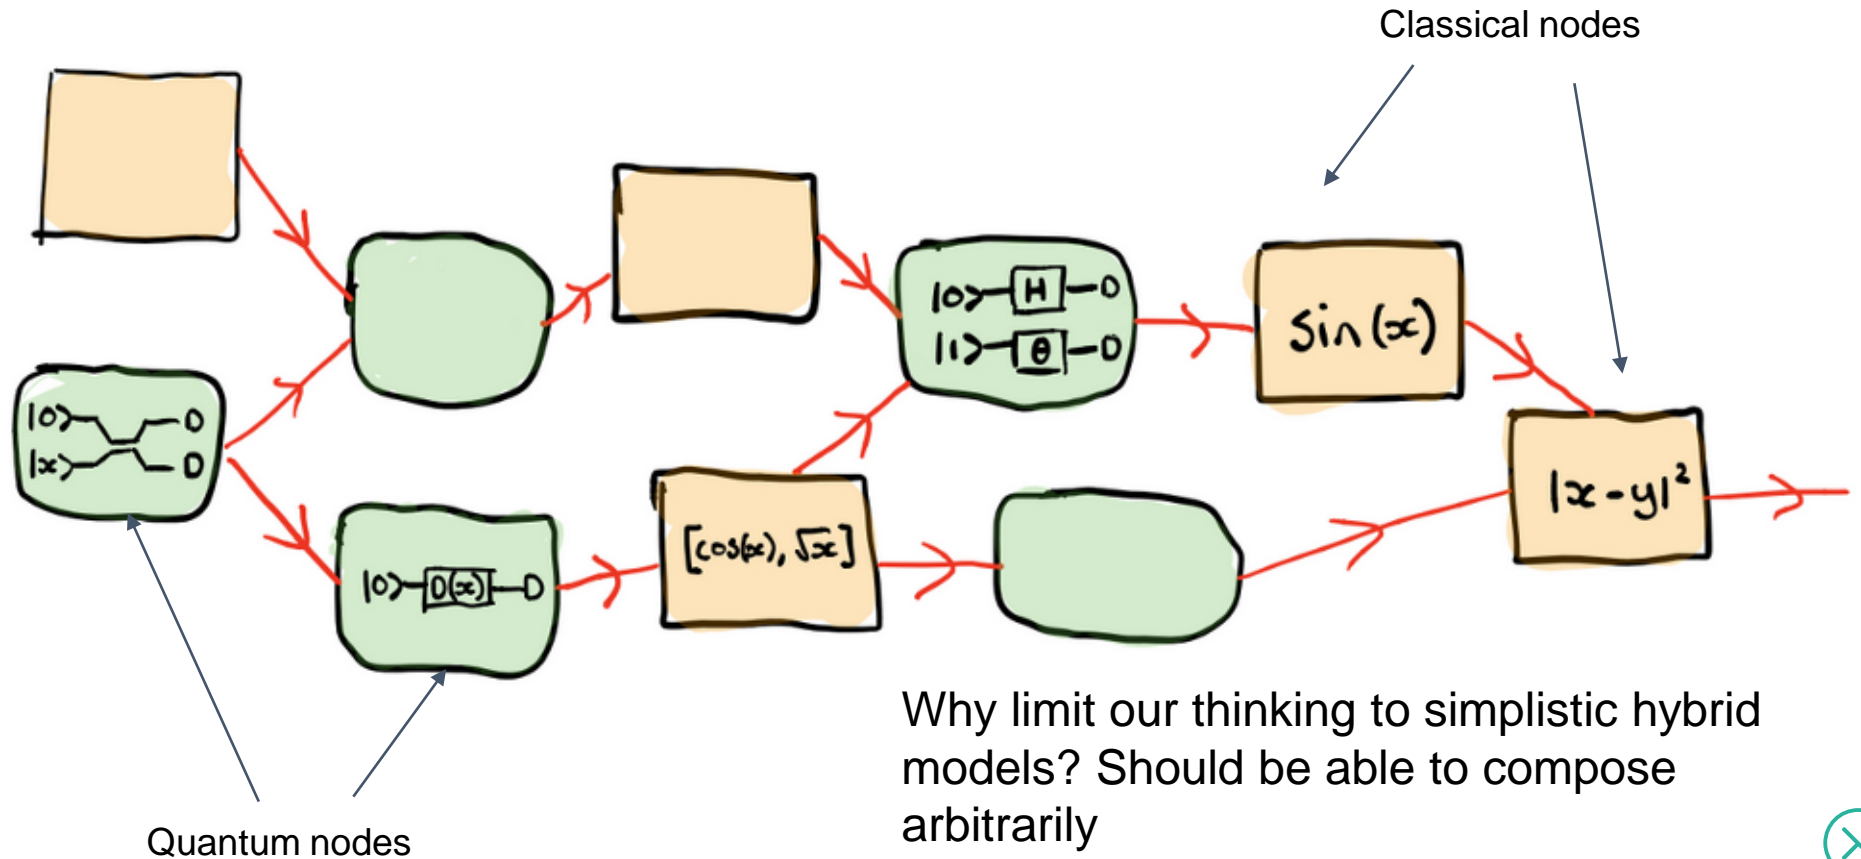 Classical nodes
|0⟩ H D
|1⟩ θ D
sin(x)
|0⟩ D
|x⟩ D
|x-y|²
[cos(x), √x]
|0⟩ D(x) D
Why limit our thinking to simplistic hybrid
models? Should be able to compose
arbitrarily
Quantum nodes